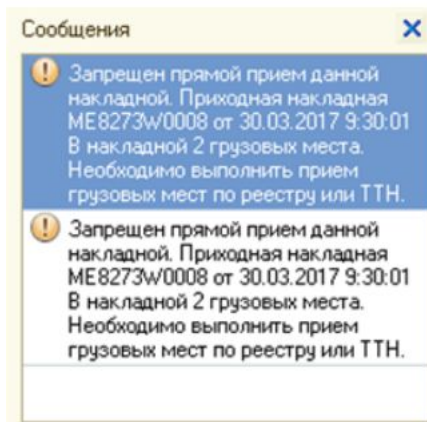 Сообщения
Запрещен прямой прием данной
накладной. Приходная накладная
МЕ8273W0008 от 30.03.2017 9:30:01
В накладной 2 грузовых места.
Необходимо выполнить прием
грузовых мест по реестру или ТТН.
Запрещен прямой прием данной
накладной. Приходная накладная
МЕ8273W0008 от 30.03.2017 9:30:01
В накладной 2 грузовых места.
Необходимо выполнить прием
грузовых мест по реестру или ТТН.